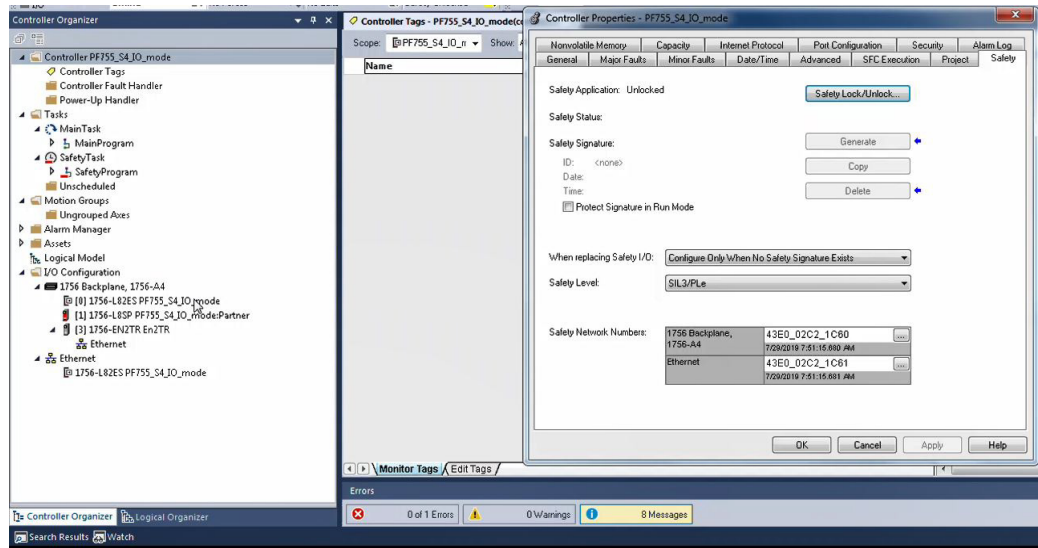 Controller Organizer
Controller PF755_S4_IO_mode
Controller Tags
Controller Fault Handler
Power-Up Handler
Tasks
MainTask
MainProgram
SafetyTask
SafetyProgram
Unscheduled
Motion Groups
Ungrouped Axes
Alarm Manager
Assets
Logical Model
I/O Configuration
1756 Backplane, 1756-A4
[0] 1756-L82ES PF755_S4_IO_mode
[1] 1756-L8SP PF755_S4_IO_mode:Partner
[3] 1756-EN2TR En2TR
Ethernet
Ethernet
1756-L82ES PF755_S4_IO_mode
Controller Organizer
Logical Organizer
Search Results
Watch
Controller Tags - PF755_S4_IO_mode(co
Scope:
PF755_S4_IO_n
Show:
Name
Monitor Tags
Edit Tags
Errors
0 of 1 Errors
0 Warnings
8 Messages
Controller Properties - PF755_S4_IO_mode
Nonvolatile Memory
Capacity
Internet Protocol
Port Configuration
Security
Alarm Log
General
Major Faults
Minor Faults
Date/Time
Advanced
SFC Execution
Project
Safety
Safety Application: Unlocked
Safety Lock/Unlock...
Safety Status:
Safety Signature:
Generate
ID: <none>
Copy
Date:
Time:
Delete
Protect Signature in Run Mode
When replacing Safety I/O:
Configure Only When No Safety Signature Exists
Safety Level:
SIL3/PLe
Safety Network Numbers:
1756 Backplane,
1756-A4
43E0_02C2_1C60
...
7/29/2019 7:51:15.680 AM
Ethernet
43E0_02C2_1C61
...
7/29/2019 7:51:15.681 AM
OK
Cancel
Apply
Help